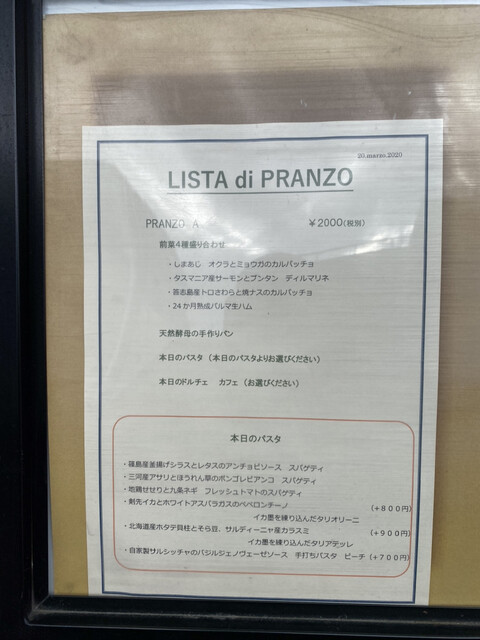 20.marzo.2020
LISTA di PRANZO
PRANZO A ￥2000(税別)
前菜4種盛り合わせ
・しまあじ オクラとミョウガのカルパッチョ
・タスマニア産サーモンとブンタン ディルマリネ
・答志島産トロさわらと焼ナスのカルパッチョ
・24か月熟成パルマ生ハム
天然酵母の手作りパン
本日のパスタ (本日のパスタよりお選びください)
本日のドルチェ カフェ (お選びください)
本日のパスタ
・篠島産釜揚げシラスとレタスのアンチョビソース スパゲティ
・三河産アサリとほうれん草のボンゴレビアンコ スパゲティ
・地鶏せせりと九条ネギ フレッシュトマトのスパゲティ
・剣先イカとホワイトアスパラガスのペペロンチーノ (+800円)
イカ墨を練り込んだタリオリーニ
・北海道産ホタテ貝柱とそら豆、サルディーニャ産カラスミ (+900円)
イカ墨を練り込んだタリアテッレ
・自家製サルシッチャのバジルジェノヴェーゼソース 手打ちパスタ ピーチ (+700円)